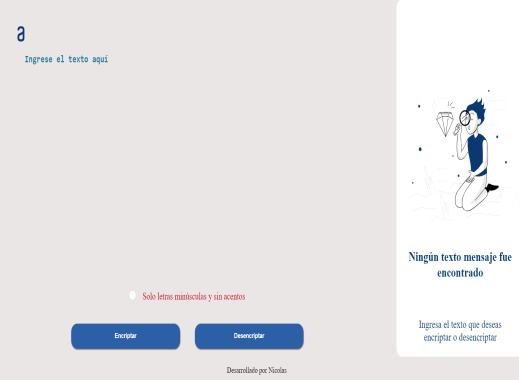 a
Ingrese el texto aquí
Solo letras minúsculas y sin acentos
Encriptar
Desencriptar
Desarrollado por Nicolas
Ningún texto mensaje fue
encontrado
Ingresa el texto que deseas
encriptar o desencriptar